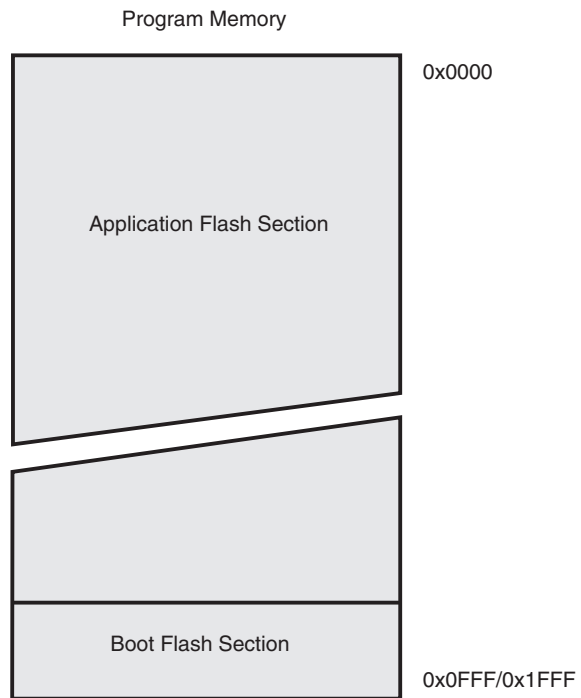 Program Memory
0x0000
Application Flash Section
Boot Flash Section
0x0FFF/0x1FFF